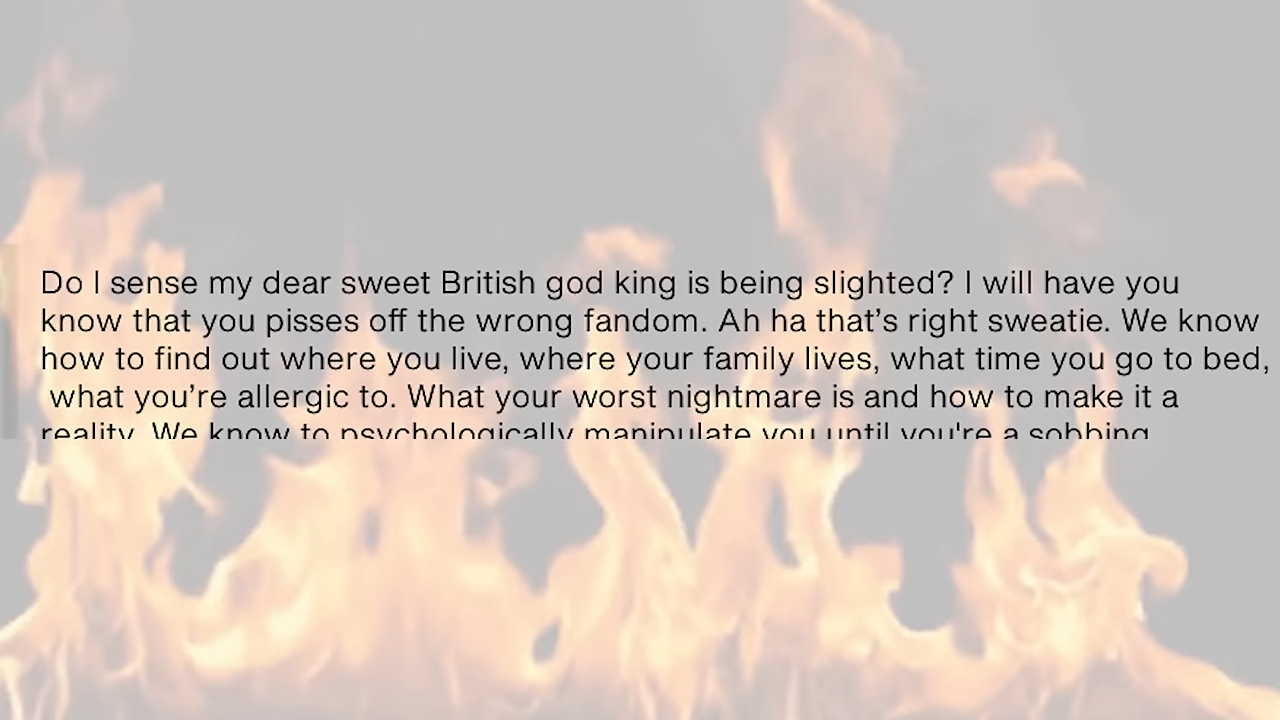 Do I sense my dear sweet British god king is being slighted? I will have you
know that you pisses off the wrong fandom. Ah ha that’s right sweatie. We know
how to find out where you live, where your family lives, what time you go to bed,
what you’re allergic to. What your worst nightmare is and how to make it a
reality. We know to psychologically manipulate you until you're a sobbing